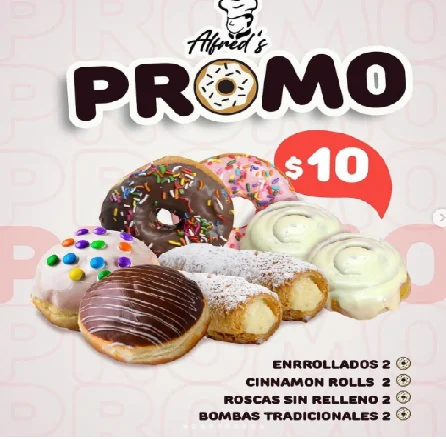 Alfred's
PROMO
$10
ENRROLLADOS 2
CINNAMON ROLLS 2
ROSCAS SIN RELLENO 2
BOMBAS TRADICIONALES 2